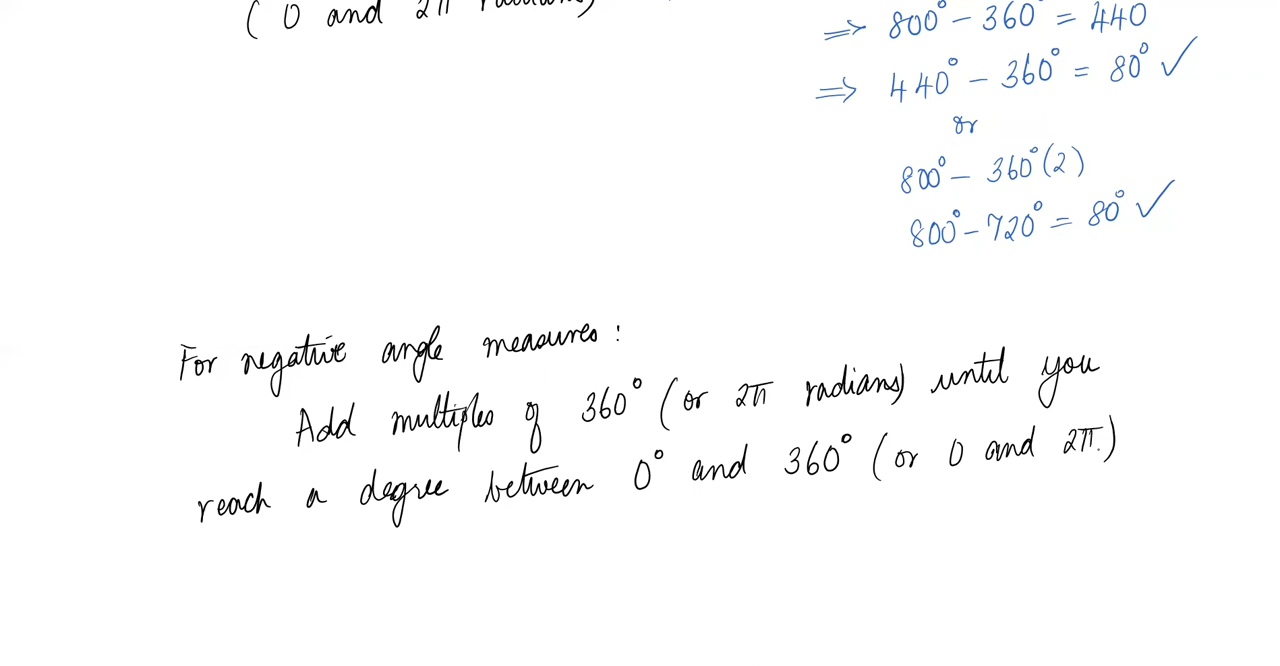 ( 0 and 2π radians)
⇒ 800° − 360° = 440
⇒ 440° − 360° = 80° ✓
or
800° − 360°(2)
800° − 720° = 80° ✓
For negative angle measures :
Add multiples of 360° (or 2π radians) until you
reach a degree between 0° and 360° (or 0 and 2π.)